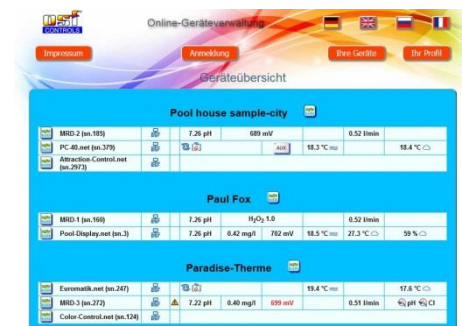 OSF
CONTROLS
Online-Geräteverwaltung
Impressum
Anmeldung
Ihre Geräte
Ihr Profil
Geräteübersicht
Pool house sample-city
MRD-2 (sn.185) 7.26 pH 689 mV 0.52 l/min
PC-40.net (sn.379) AUX 18.3 °C 18.4 °C
Attraction-Control.net
(sn.2973)
Paul Fox
MRD-1 (sn.160) 7.26 pH H₂O₂ 1.0 0.52 l/min
Pool-Display.net (sn.3) 7.26 pH 0.42 mg/l 702 mV 18.5 °C 27.3 °C 59 %
Paradise-Therme
Euromatik.net (sn.247) 19.4 °C 17.6 °C
MRD-3 (sn.272) 7.22 pH 0.40 mg/l 699 mV 0.51 l/min pH Cl
Color-Control.net (sn.124)